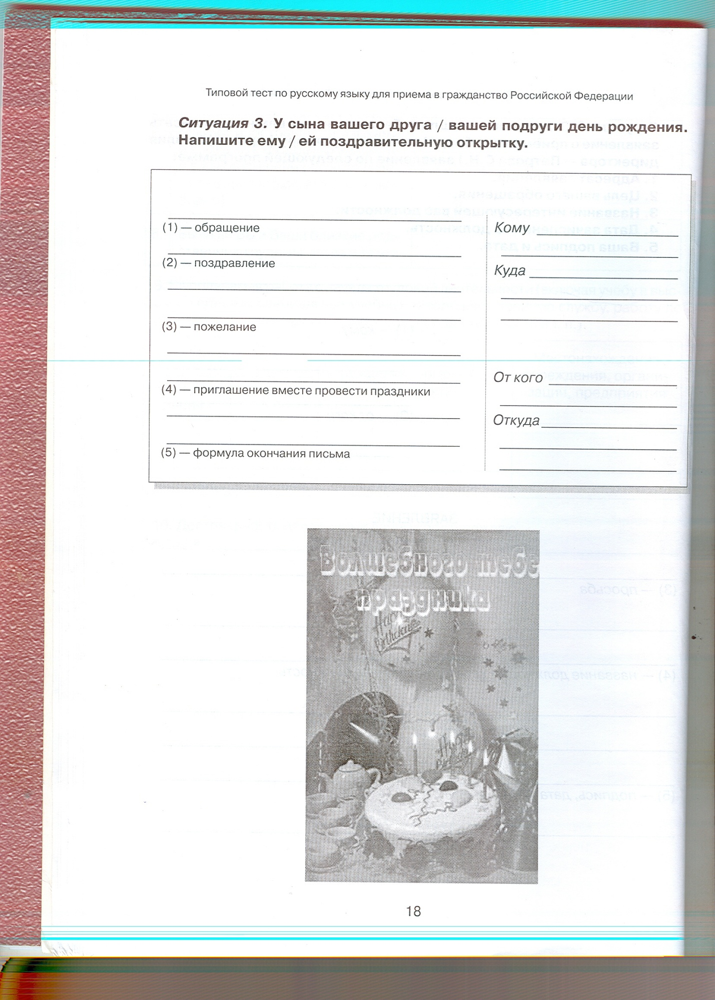 Типовой тест по русскому языку для приема в гражданство Российской Федерации
Ситуация 3. У сына вашего друга / вашей подруги день рождения.
Напишите ему / ей поздравительную открытку.
(1) — обращение
(2) — поздравление
(3) — пожелание
(4) — приглашение вместе провести праздники
(5) — формула окончания письма
Кому
Куда
От кого
Откуда
Волшебного тебе
праздника
Happy
Birthday
Happy
18